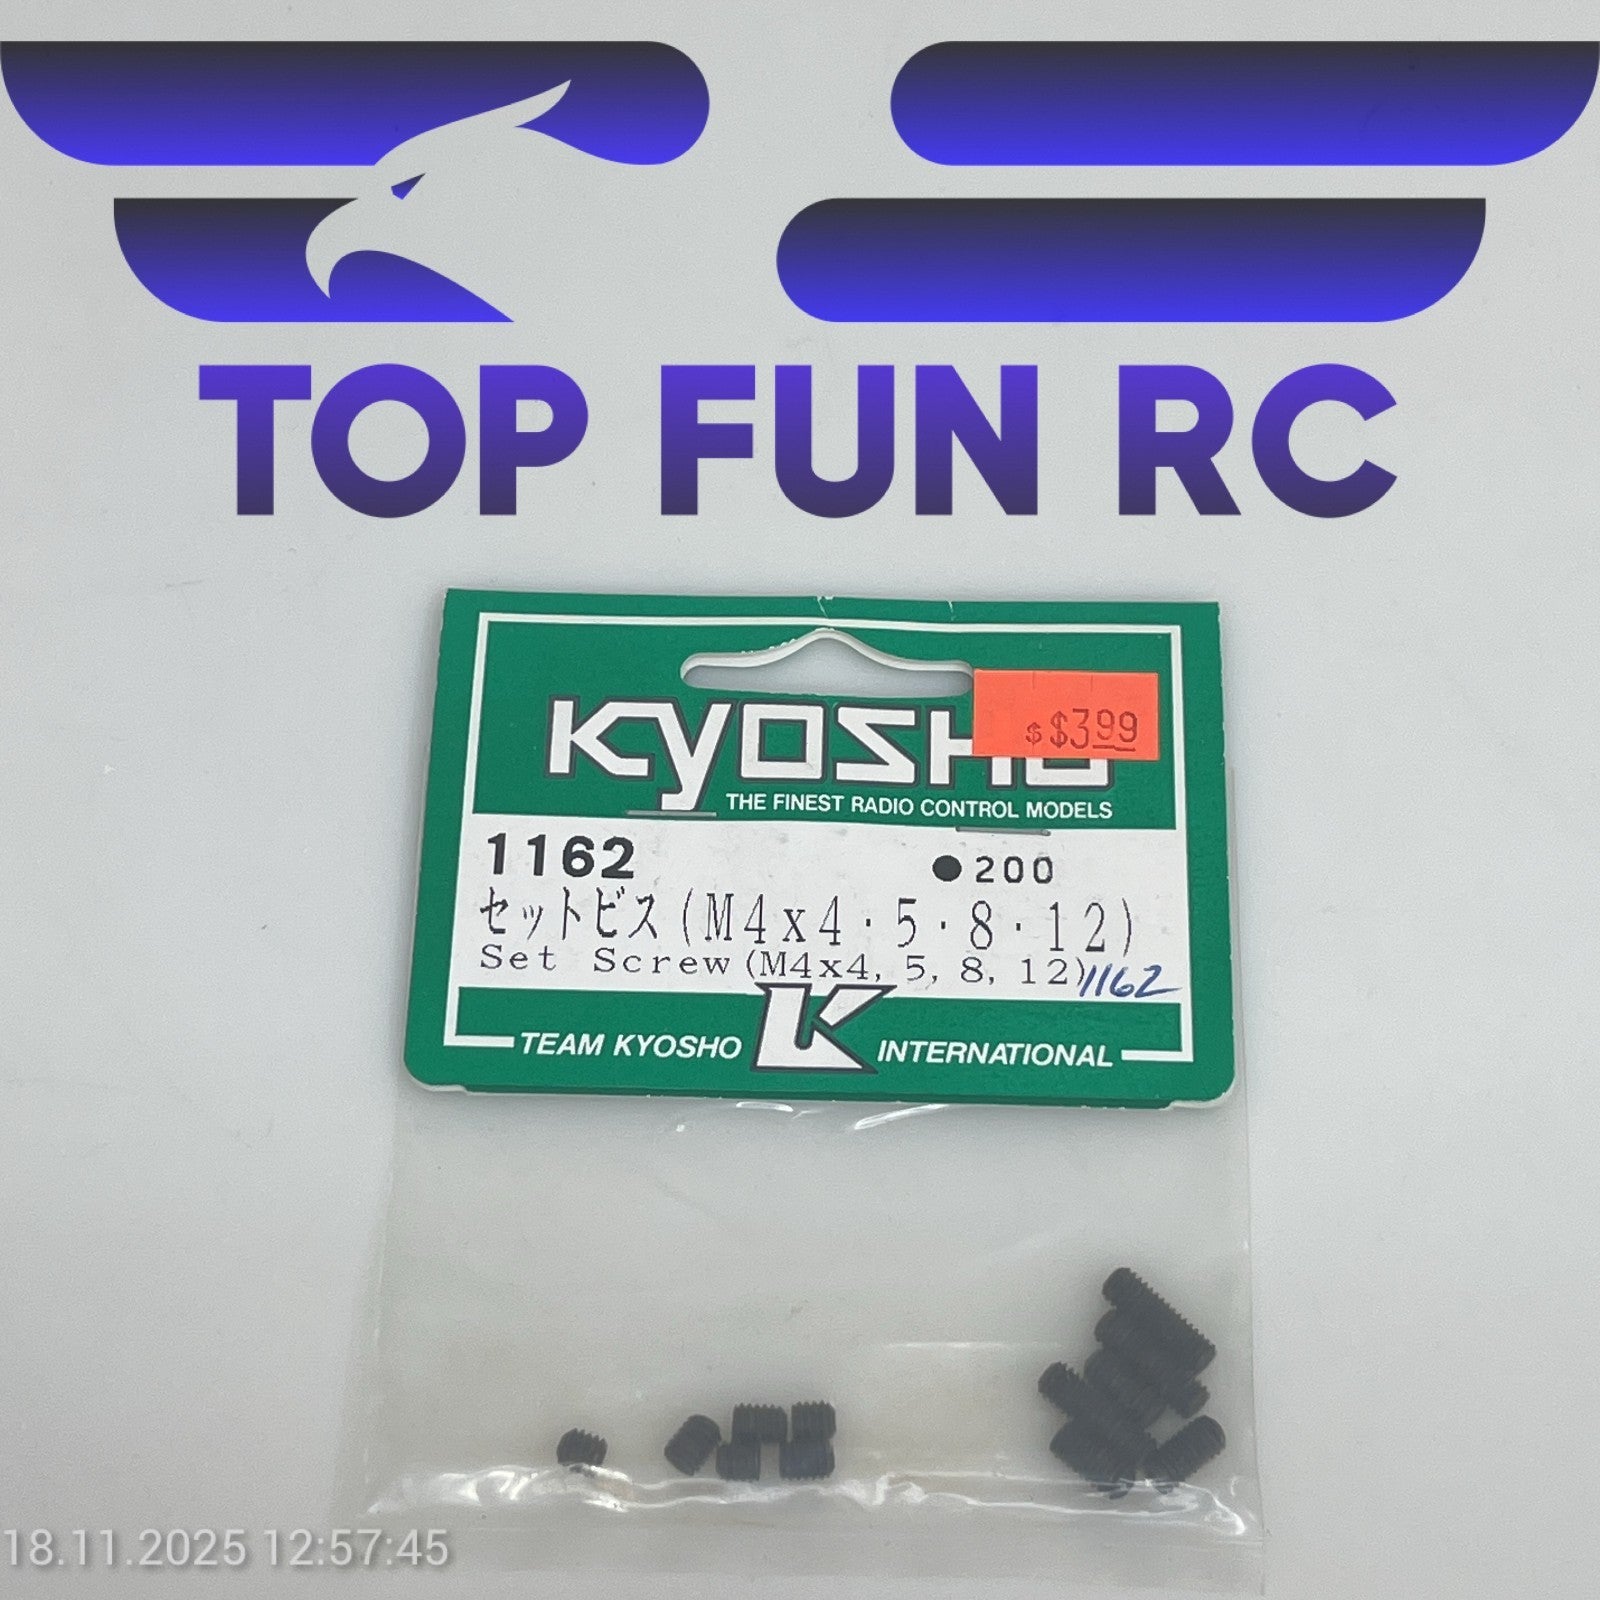 TOP FUN RC
KYOSHO
$ $3.99
THE FINEST RADIO CONTROL MODELS
1162
●200
セットビス(M4x4・5・8・12)
Set Screw(M4x4, 5, 8, 12)
1162
TEAM KYOSHO K INTERNATIONAL
18.11.2025 12:57:45